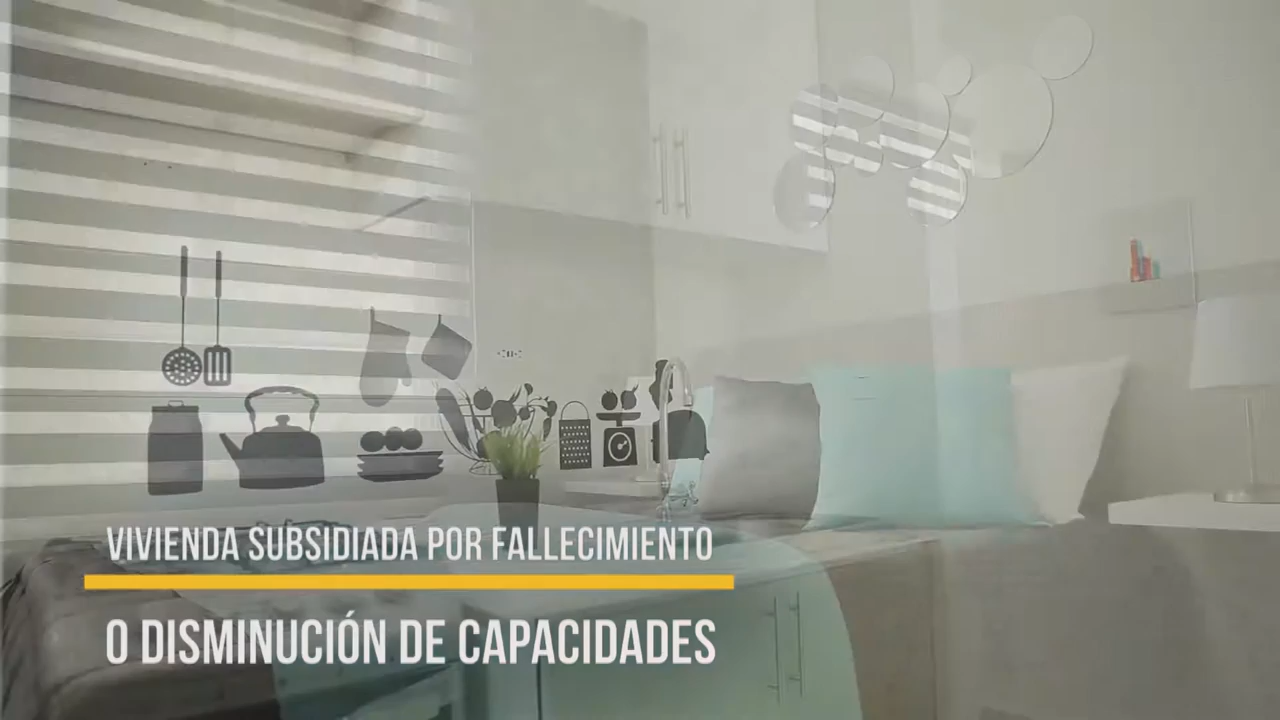 VIVIENDA SUBSIDIADA POR FALLECIMIENTO
O DISMINUCIÓN DE CAPACIDADES